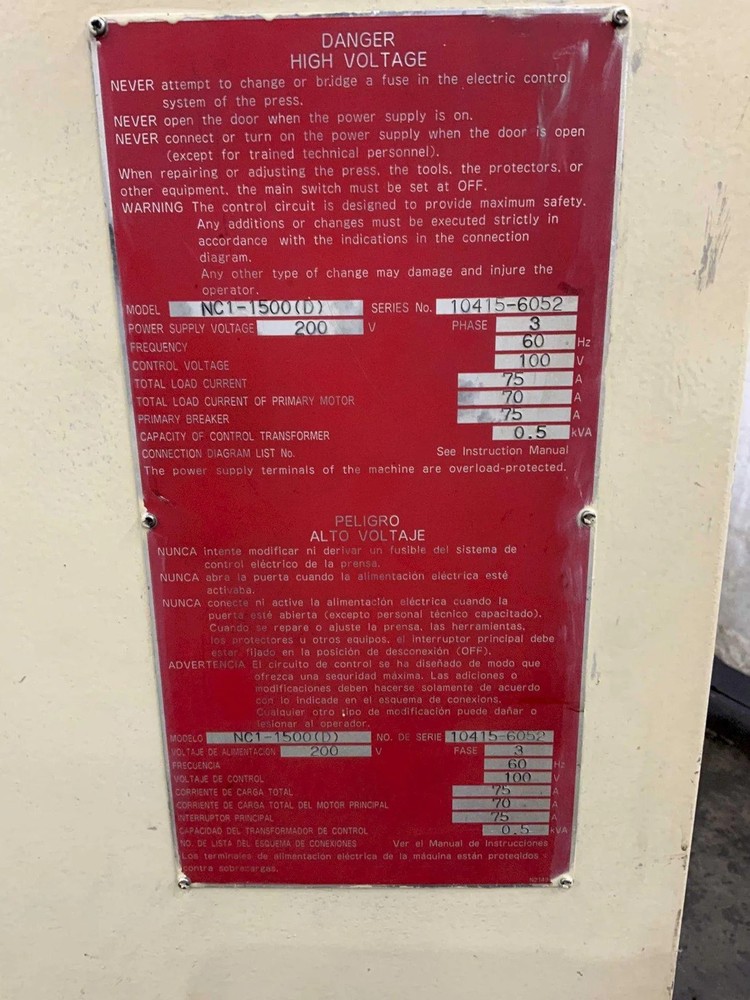 DANGER
HIGH VOLTAGE
NEVER attempt to change or bridge a fuse in the electric control
system of the press.
NEVER open the door when the power supply is on.
NEVER connect or turn on the power supply when the door is open
(except for trained technical personnel).
When repairing or adjusting the press, the tools, the protectors, or
other equipment, the main switch must be set at OFF.
WARNING The control circuit is designed to provide maximum safety.
Any additions or changes must be executed strictly in
accordance with the indications in the connection
diagram.
Any other type of change may damage and injure the
operator.
MODEL NC1-1500(D) SERIES No. 10415-6052
POWER SUPPLY VOLTAGE 200 V PHASE 3
FREQUENCY 60 Hz
CONTROL VOLTAGE 100 V
TOTAL LOAD CURRENT 75 A
TOTAL LOAD CURRENT OF PRIMARY MOTOR 70 A
PRIMARY BREAKER 75 A
CAPACITY OF CONTROL TRANSFORMER 0.5 kVA
CONNECTION DIAGRAM LIST No. See Instruction Manual
The power supply terminals of the machine are overload-protected.
PELIGRO
ALTO VOLTAJE
NUNCA intente modificar ni derivar un fusible del sistema de
control eléctrico de la prensa.
NUNCA abra la puerta cuando la alimentación eléctrica esté
activaba.
NUNCA conecte ni active la alimentación eléctrica cuando la
puerta esté abierta (excepto personal técnico capacitado).
Cuando se repare o ajuste la prensa, las herramientas,
los protectores u otros equipos, el interruptor principal debe
estar fijado en la posición de desconexión (OFF).
ADVERTENCIA El circuito de control se ha diseñado de modo que
ofrezca una seguridad máxima. Las adiciones o
modificaciones deben hacerse solamente de acuerdo
con lo indicade en el esquema de conexiones.
Cualquier otro tipo de modificación puede dañar o
lesionar al operador.
MODELO NC1-1500(D) NO. DE SERIE 10415-6052
VOLTAJE DE ALIMENTACION 200 V FASE 3
FRECUENCIA 60 Hz
VOLTAJE DE CONTROL 100 V
CORRIENTE DE CARGA TOTAL 75 A
CORRIENTE DE CARGA TOTAL DEL MOTOR PRINCIPAL 70 A
INTERRUPTOR PRINCIPAL 75 A
CAPACIDAD DEL TRANSFORMADOR DE CONTROL 0.5 kVA
NO. DE LISTA DEL ESQUEMA DE CONEXIONES Ver el Manual de Instrucciones
Los terminales de alimentación eléctrica de la máquina están protegidos
contra sobrecargas.